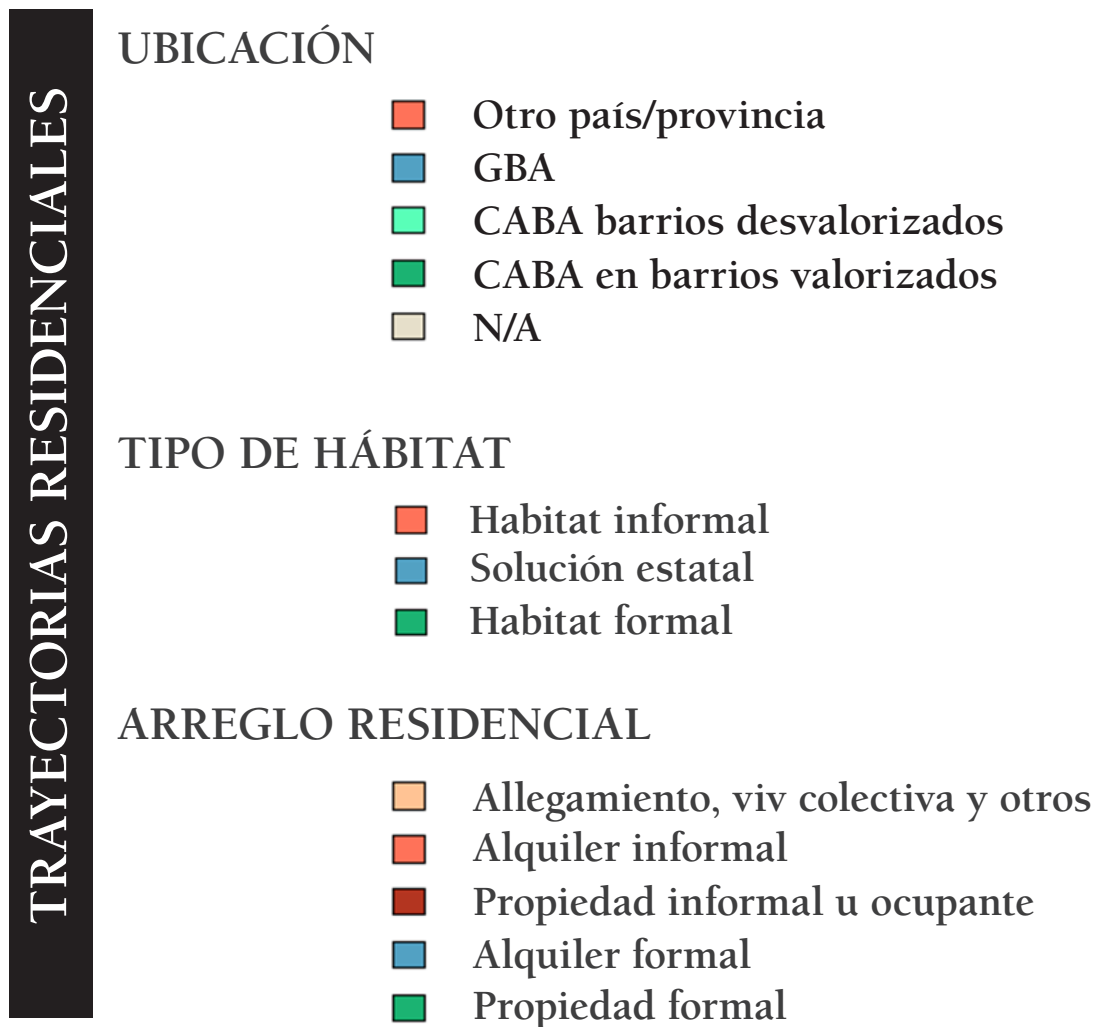 TRAYECTORIAS RESIDENCIALES
UBICACIÓN
Otro país/provincia
GBA
CABA barrios desvalorizados
CABA en barrios valorizados
N/A
TIPO DE HÁBITAT
Habitat informal
Solución estatal
Habitat formal
ARREGLO RESIDENCIAL
Allegamiento, viv colectiva y otros
Alquiler informal
Propiedad informal u ocupante
Alquiler formal
Propiedad formal